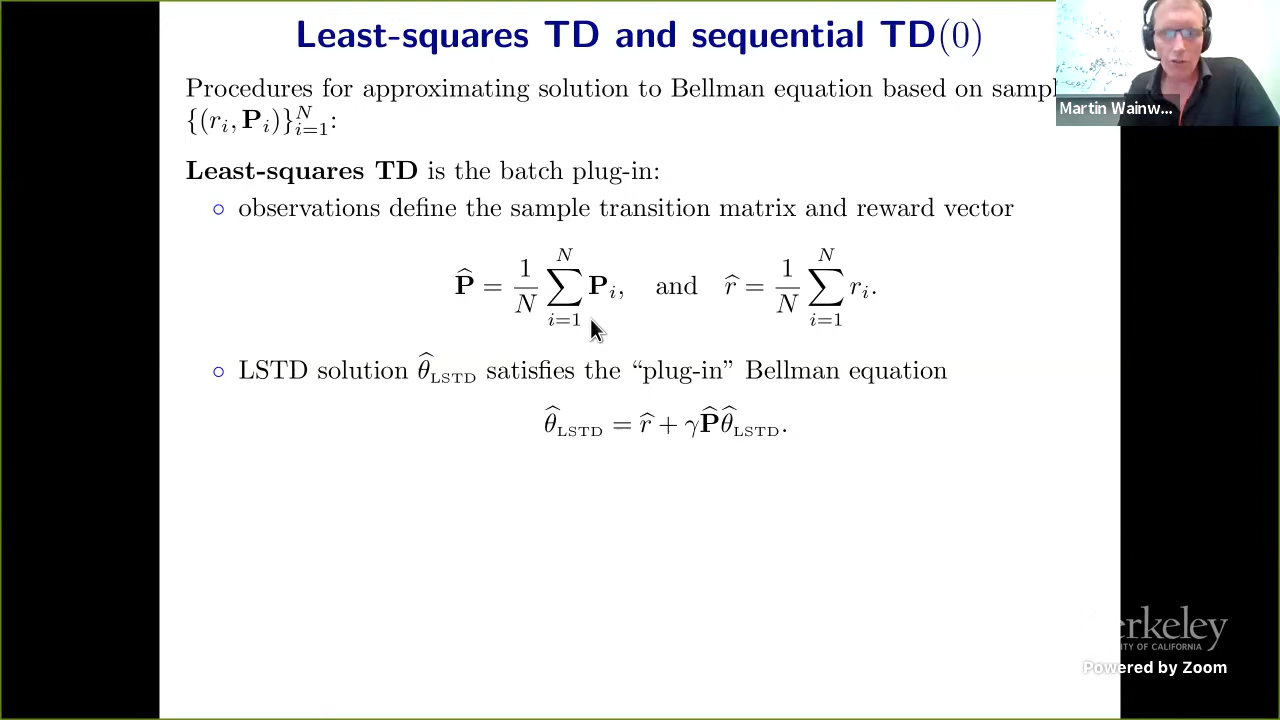 Least-squares TD and sequential TD(0)
Procedures for approximating solution to Bellman equation based on
{(r_i, P_i)}_{i=1}^N:
Least-squares TD is the batch plug-in:
○ observations define the sample transition matrix and reward vector
P̂ = 1/N ∑_{i=1}^N P_i, and r̂ = 1/N ∑_{i=1}^N r_i.
○ LSTD solution θ̂_LSTD satisfies the “plug-in” Bellman equation
θ̂_LSTD = r̂ + γP̂θ̂_LSTD.
Martin Wainw...
Powered by Zoom